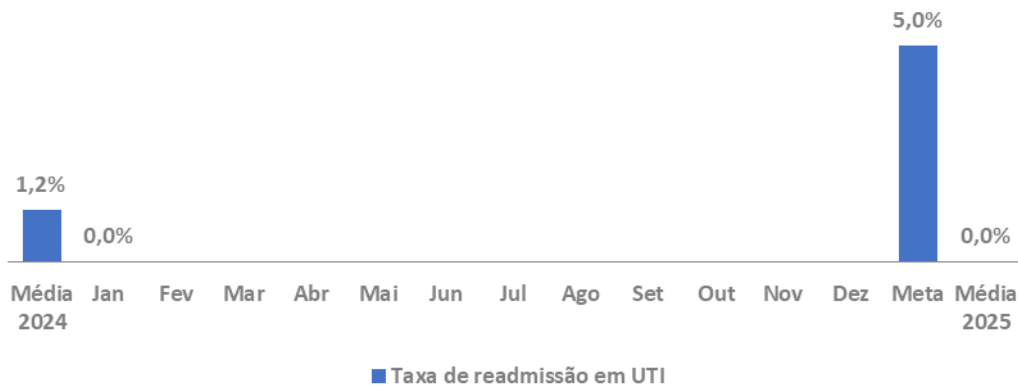 5,0%
1,2%
0,0%
0,0%
Média Jan Fev Mar Abr Mai Jun Jul Ago Set Out Nov Dez Meta Média
2024 2025
Taxa de readmissão em UTI